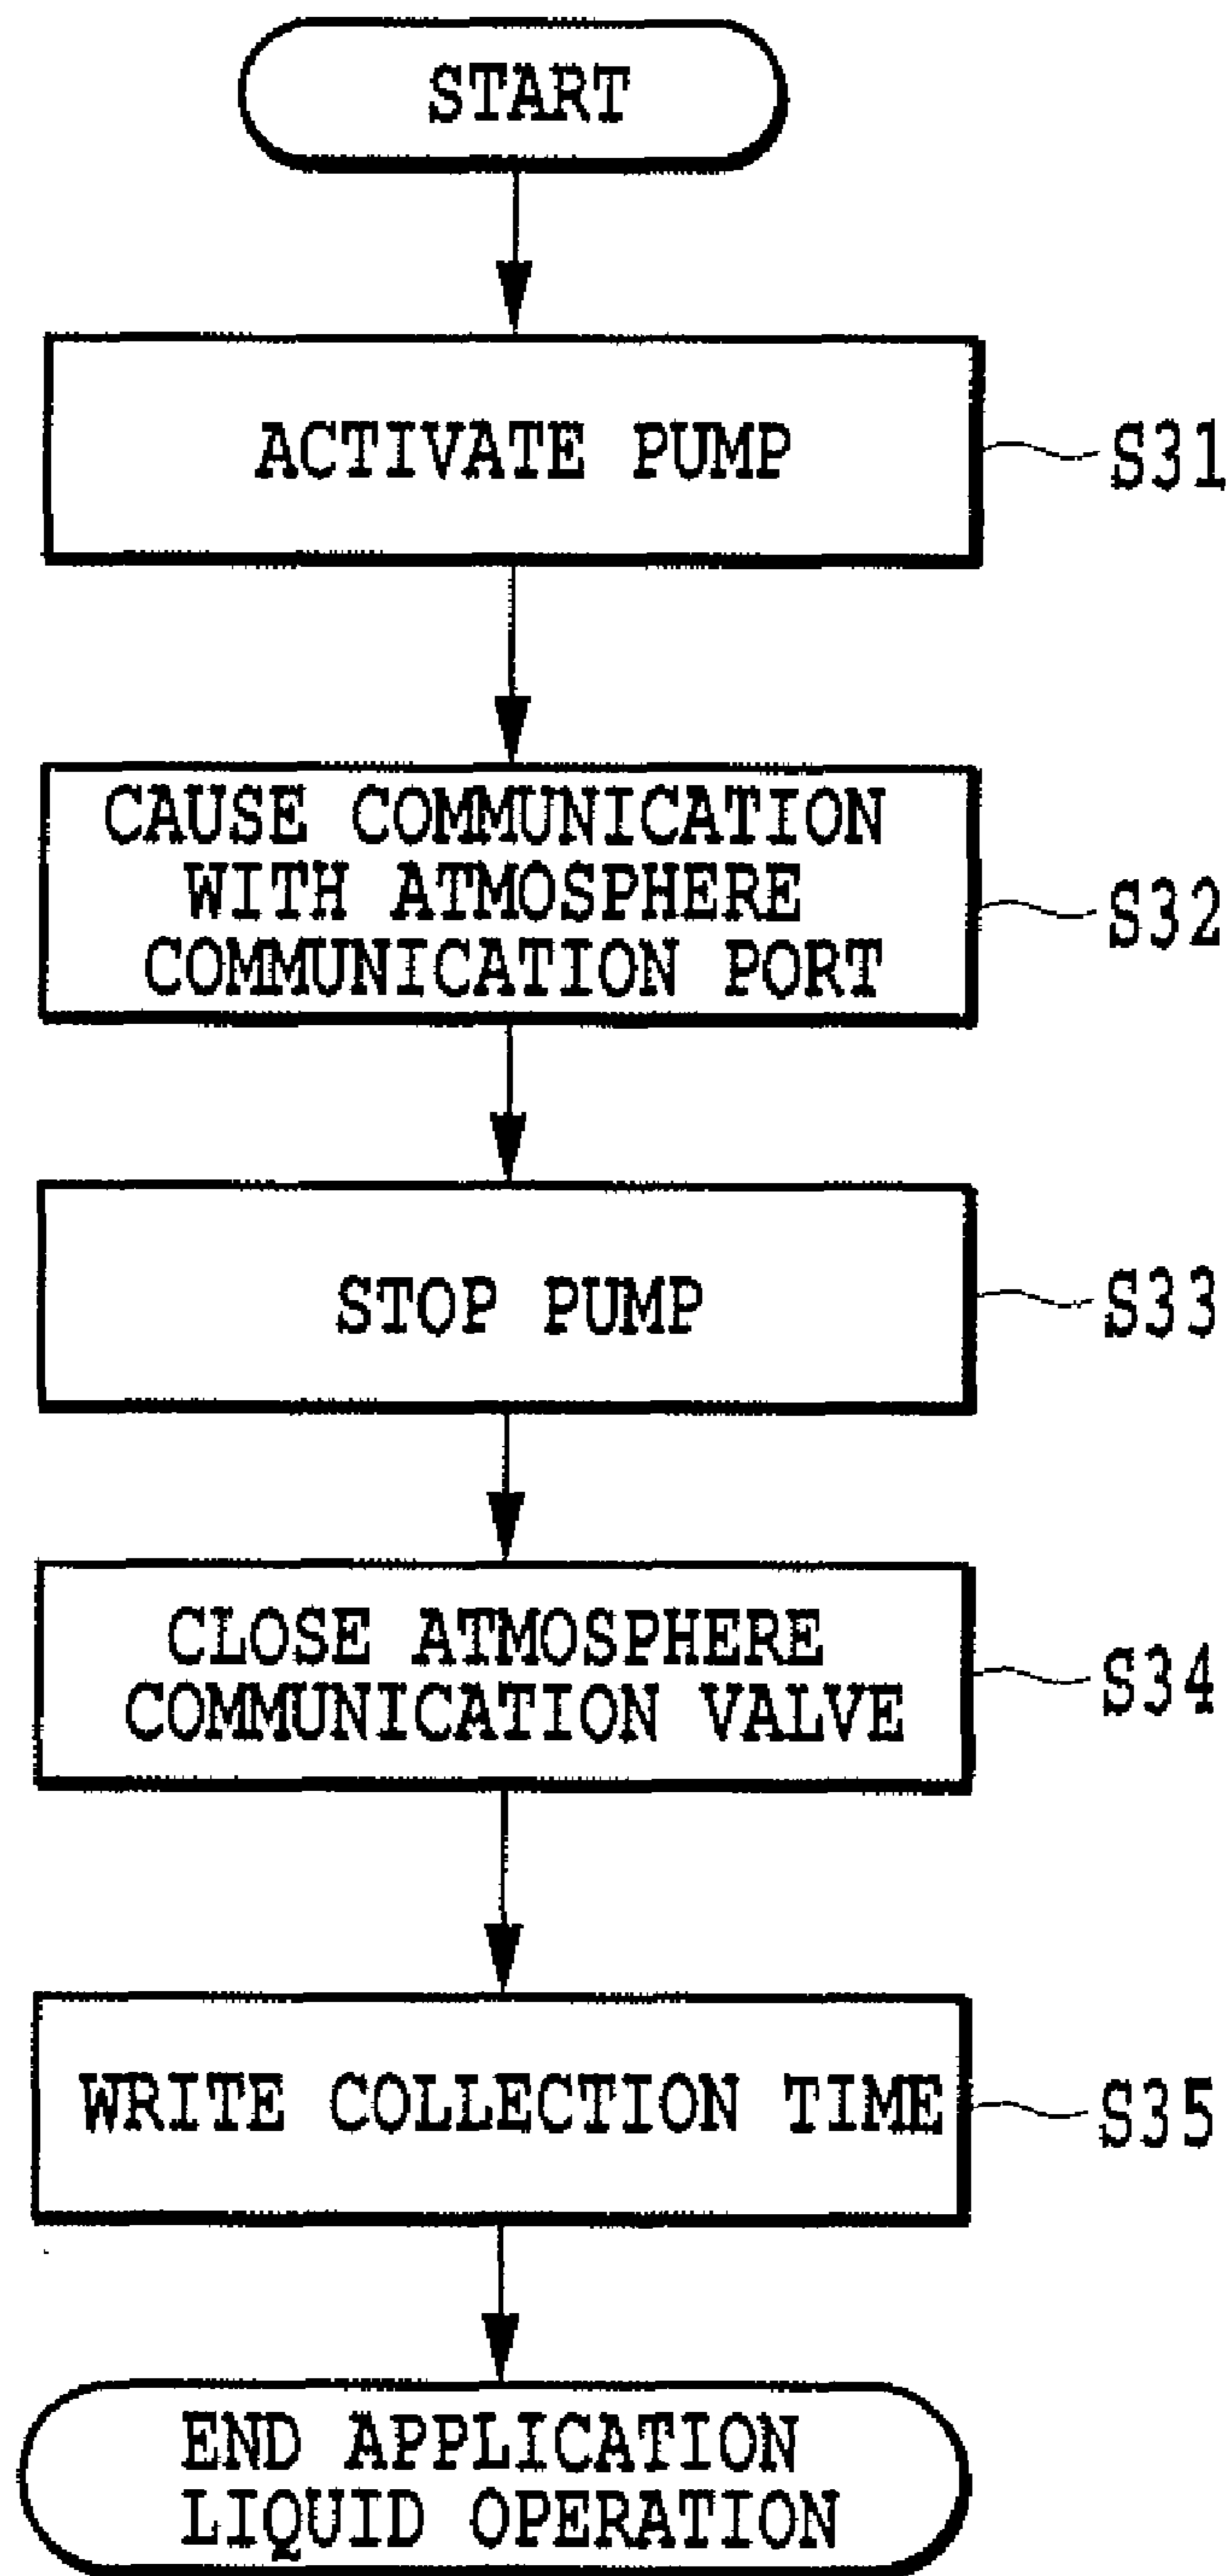 START
ACTIVATE PUMP
S31
CAUSE COMMUNICATION
WITH ATMOSPHERE
COMMUNICATION PORT
S32
STOP PUMP
S33
CLOSE ATMOSPHERE
COMMUNICATION VALVE
S34
WRITE COLLECTION TIME
S35
END APPLICATION
LIQUID OPERATION